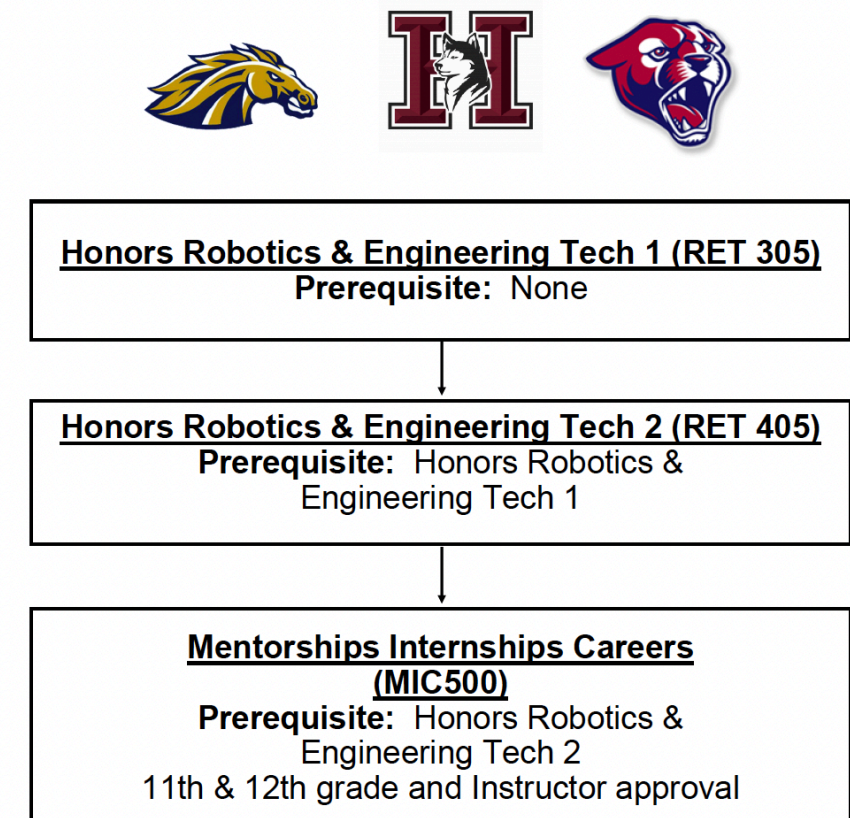 H
Honors Robotics & Engineering Tech 1 (RET 305)
Prerequisite: None
Honors Robotics & Engineering Tech 2 (RET 405)
Prerequisite: Honors Robotics &
Engineering Tech 1
Mentorships Internships Careers
(MIC500)
Prerequisite: Honors Robotics &
Engineering Tech 2
11th & 12th grade and Instructor approval